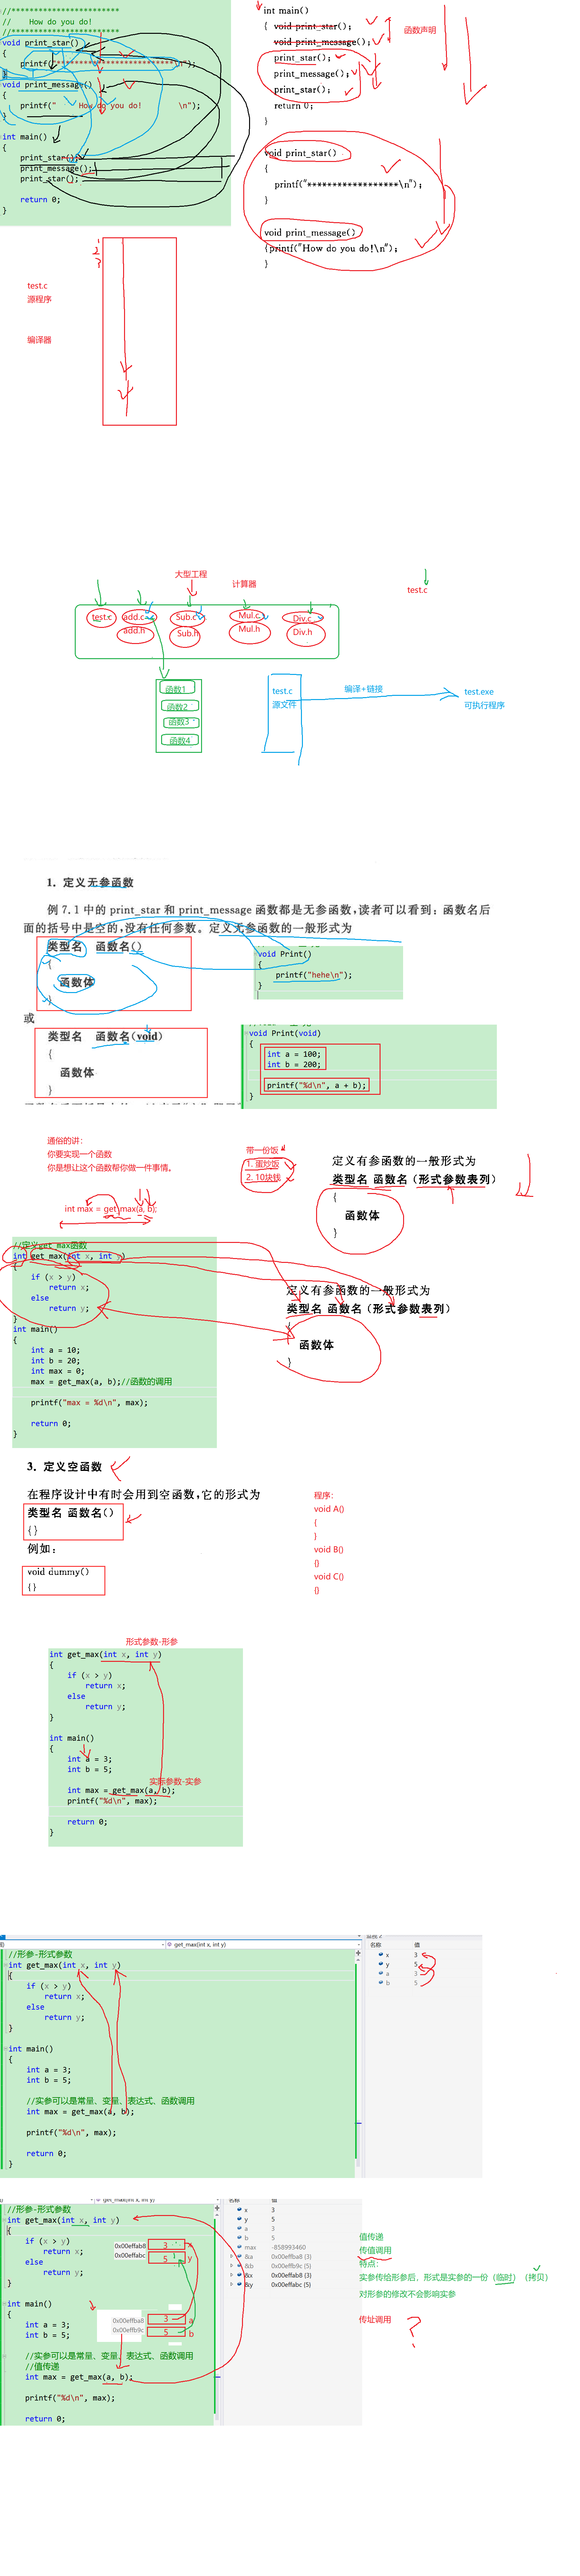 //************************
// How do you do!
//************************
void print_star()
{
printf("**************************\n");
}
void print_message()
{
printf(" How do you do! \n");
}
int main()
{
print_star();
print_message();
print_star();
return 0;
}
int main()
{ void print_star();
void print_message();
print_star();
print_message();
print_star();
return 0;
}
函数声明
void print_star()
{
printf("******************\n");
}
void print_message()
{printf("How do you do!\n");
}
1
2
3
test.c
源程序
编译器
大型工程
计算器
test.c
test.c
add.c
Sub.c
Mul.c
Div.c
add.h
Sub.h
Mul.h
Div.h
函数1
函数2
函数3
函数4
test.c
源文件
编译+链接
test.exe
可执行程序
1. 定义无参函数
例 7.1 中的 print_star 和 print_message 函数都是无参函数,读者可以看到:函数名后
面的括号中是空的,没有任何参数。定义无参函数的一般形式为
类型名 函数名()
{
函数体
}
void Print()
{
printf("hehe\n");
}
或
类型名 函数名(void)
{
函数体
}
void Print(void)
{
int a = 100;
int b = 200;
printf("%d\n", a + b);
}
通俗的讲:
你要实现一个函数
你是想让这个函数帮你做一件事情。
带一份饭
1. 蛋炒饭
2. 10块钱
定义有参函数的一般形式为
类型名 函数名 (形式参数表列)
{
函数体
}
int max = get_max(a, b);
//定义get_max函数
int get_max(int x, int y)
{
if (x > y)
return x;
else
return y;
}
int main()
{
int a = 10;
int b = 20;
int max = 0;
max = get_max(a, b);//函数的调用
printf("max = %d\n", max);
return 0;
}
定义有参函数的一般形式为
类型名 函数名 (形式参数表列)
{
函数体
}
3. 定义空函数
在程序设计中有时会用到空函数,它的形式为
类型名 函数名()
{}
例如:
void dummy()
{}
程序:
void A()
{
}
void B()
{}
void C()
{}
形式参数-形参
int get_max(int x, int y)
{
if (x > y)
return x;
else
return y;
}
int main()
{
int a = 3;
int b = 5;
实际参数-实参
int max = get_max(a, b);
printf("%d\n", max);
return 0;
}
get_max(int x, int y)
名称 值
x 3
y 5
a 3
b 5
//形参-形式参数
int get_max(int x, int y)
{
if (x > y)
return x;
else
return y;
}
int main()
{
int a = 3;
int b = 5;
//实参可以是常量、变量、表达式、函数调用
int max = get_max(a, b);
printf("%d\n", max);
return 0;
}
get_max(int x, int y)
名称 值
x 3
y 5
a 3
b 5
max -858993460
&a 0x00effba8 {3}
&b 0x00effb9c {5}
&x 0x00effab8 {3}
&y 0x00effabc {5}
//形参-形式参数
int get_max(int x, int y)
{
if (x > y)
return x;
else
return y;
}
0x00effab8 3 x
0x00effabc 5 y
int main()
{
int a = 3;
int b = 5;
0x00effba8 3 a
0x00effb9c 5 b
//实参可以是常量、变量、表达式、函数调用
//值传递
int max = get_max(a, b);
printf("%d\n", max);
return 0;
值传递
传值调用
特点:
实参传给形参后，形式是实参的一份（临时）（拷贝）
对形参的修改不会影响实参
传址调用
?